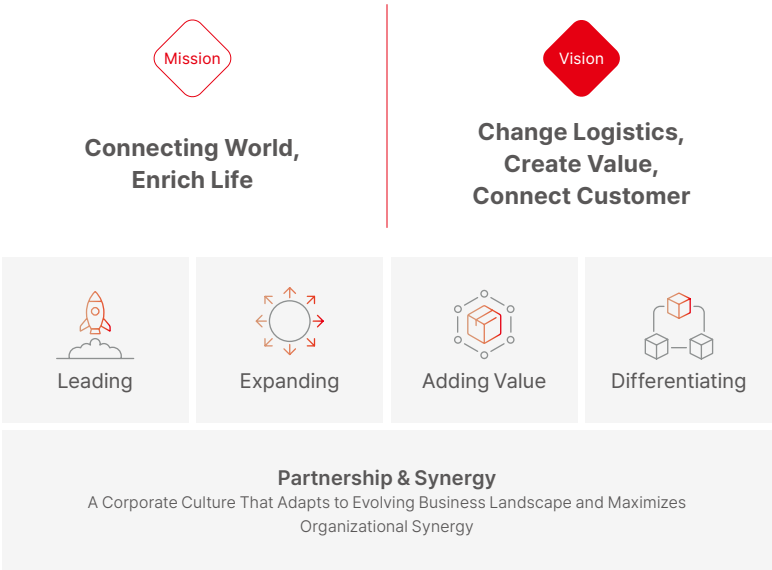 Mission
Connecting World,
Enrich Life
Vision
Change Logistics,
Create Value,
Connect Customer
Leading
Expanding
Adding Value
Differentiating
Partnership & Synergy
A Corporate Culture That Adapts to Evolving Business Landscape and Maximizes
Organizational Synergy